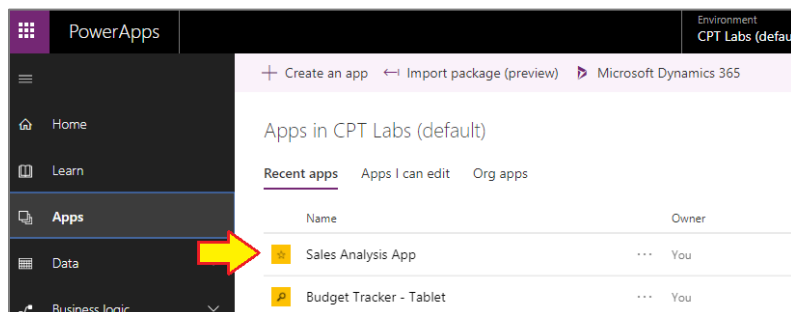 PowerApps
Environment
CPT Labs (defau
Create an app
Import package (preview)
Microsoft Dynamics 365
Home
Learn
Apps
Data
Business logic
Apps in CPT Labs (default)
Recent apps
Apps I can edit
Org apps
Name
Owner
Sales Analysis App
... You
Budget Tracker - Tablet
... You